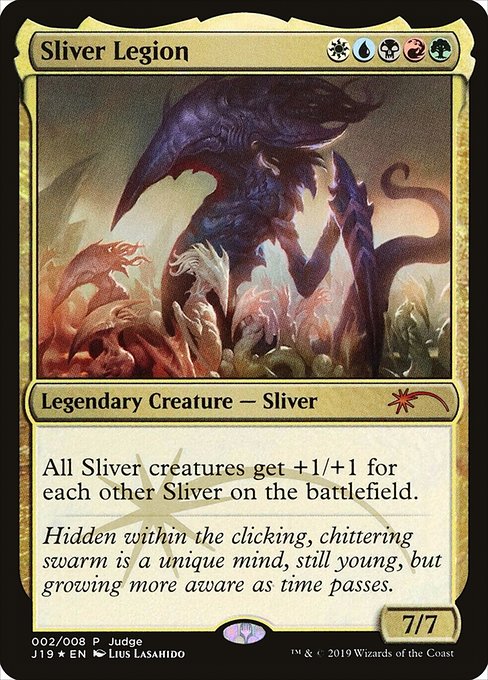 Sliver Legion
Legendary Creature — Sliver
All Sliver creatures get +1/+1 for
each other Sliver on the battlefield.
Hidden within the clicking, chittering
swarm is a unique mind, still young, but
growing more aware as time passes.
7/7
002/008 P Judge
J19 ★ EN Lius Lasahido
™ & © 2019 Wizards of the Coast